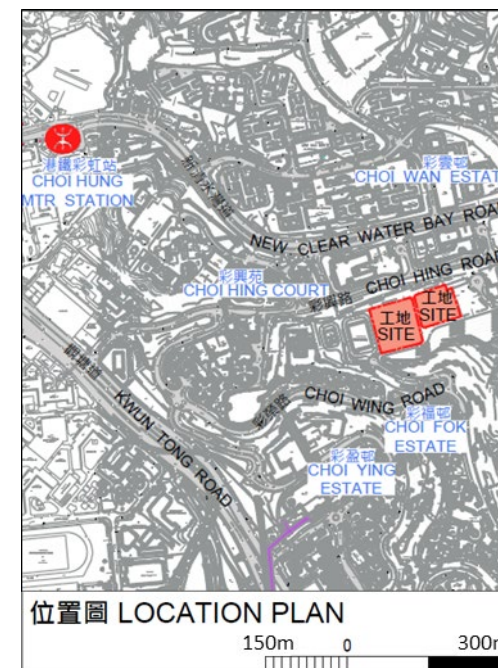 彩雲邨
CHOI WAN ESTAT
港鐵彩虹站
CHOI HUNG
MTR STATION
新清水灣道
NEW CLEAR WATER BAY ROAD
彩興苑
CHOI HING COURT
彩興路
CHOI HING ROAD
工地
SITE
工地
SITE
觀塘道
KWUN TONG ROAD
彩榮路
CHOI WING ROAD
彩福邨
CHOI FOK
ESTATE
彩盈邨
CHOI YING
ESTATE
位置圖 LOCATION PLAN
150m 0 300m